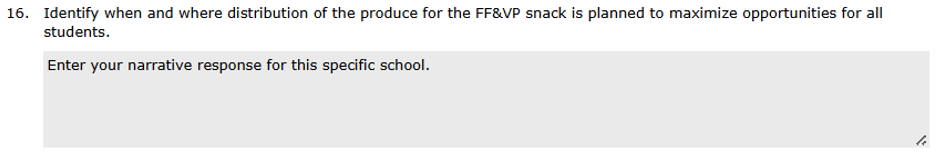 16. Identify when and where distribution of the produce for the FF&VP snack is planned to maximize opportunities for all
students.
Enter your narrative response for this specific school.